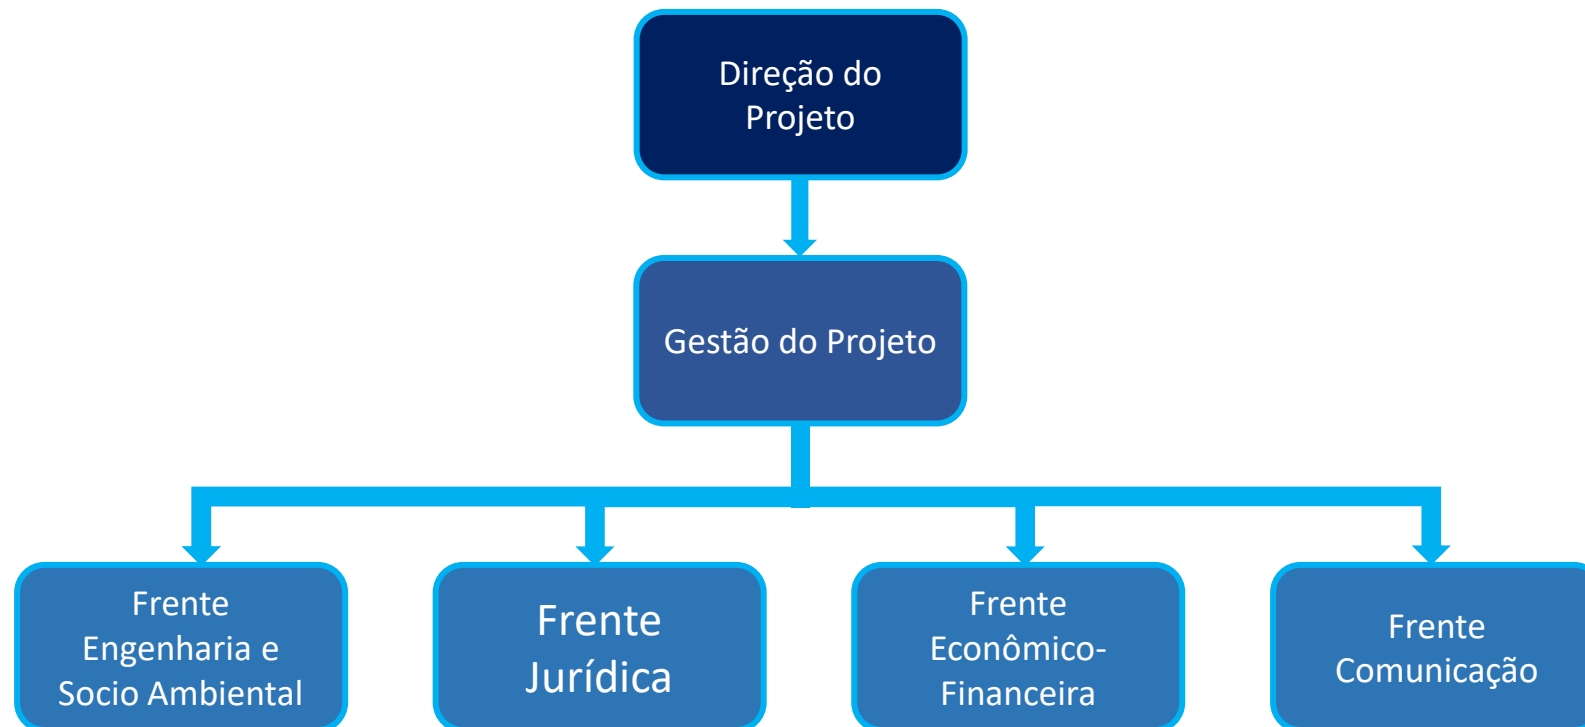 Direção do
Projeto
Gestão do Projeto
Frente
Engenharia e
Socio Ambiental
Frente
Jurídica
Frente
Econômico-
Financeira
Frente
Comunicação